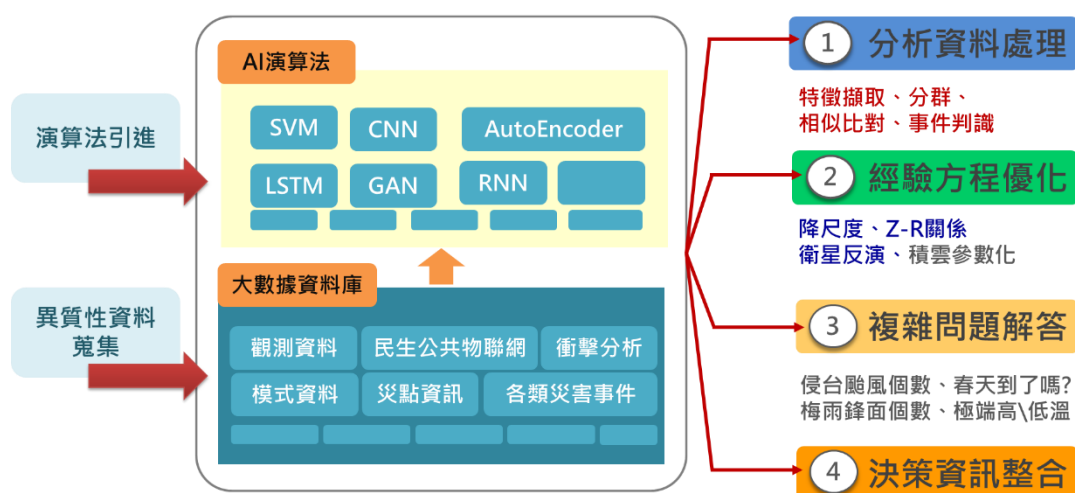 演算法引進
異質性資料
蒐集
AI演算法
SVM
CNN
AutoEncoder
LSTM
GAN
RNN
大數據資料庫
觀測資料
民生公共物聯網
衝擊分析
模式資料
災點資訊
各類災害事件
1 分析資料處理
特徵擷取、分群、
相似比對、事件判識
2 經驗方程優化
降尺度、Z-R關係
衛星反演、積雲參數化
3 複雜問題解答
侵台颱風個數、春天到了嗎?
梅雨鋒面個數、極端高\低溫
4 決策資訊整合